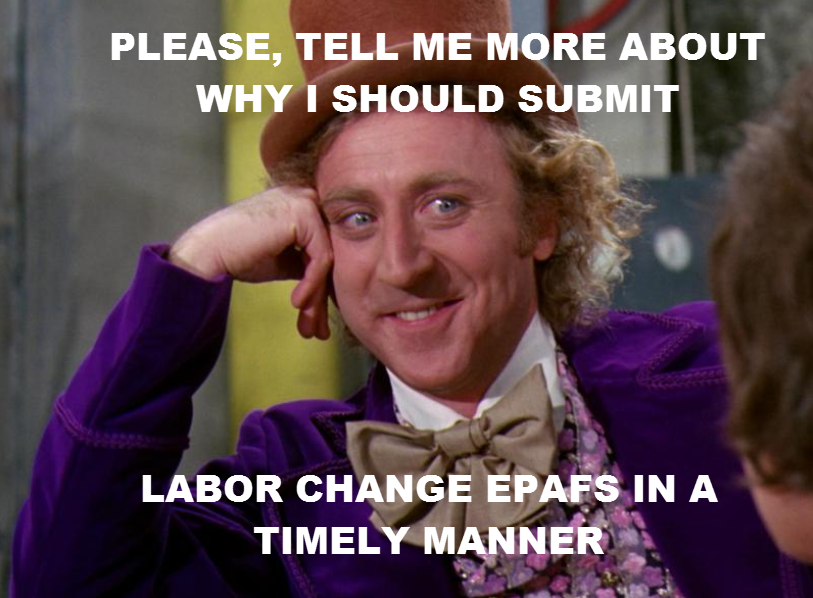 PLEASE, TELL ME MORE ABOUT
WHY I SHOULD SUBMIT
LABOR CHANGE EPAFS IN A
TIMELY MANNER